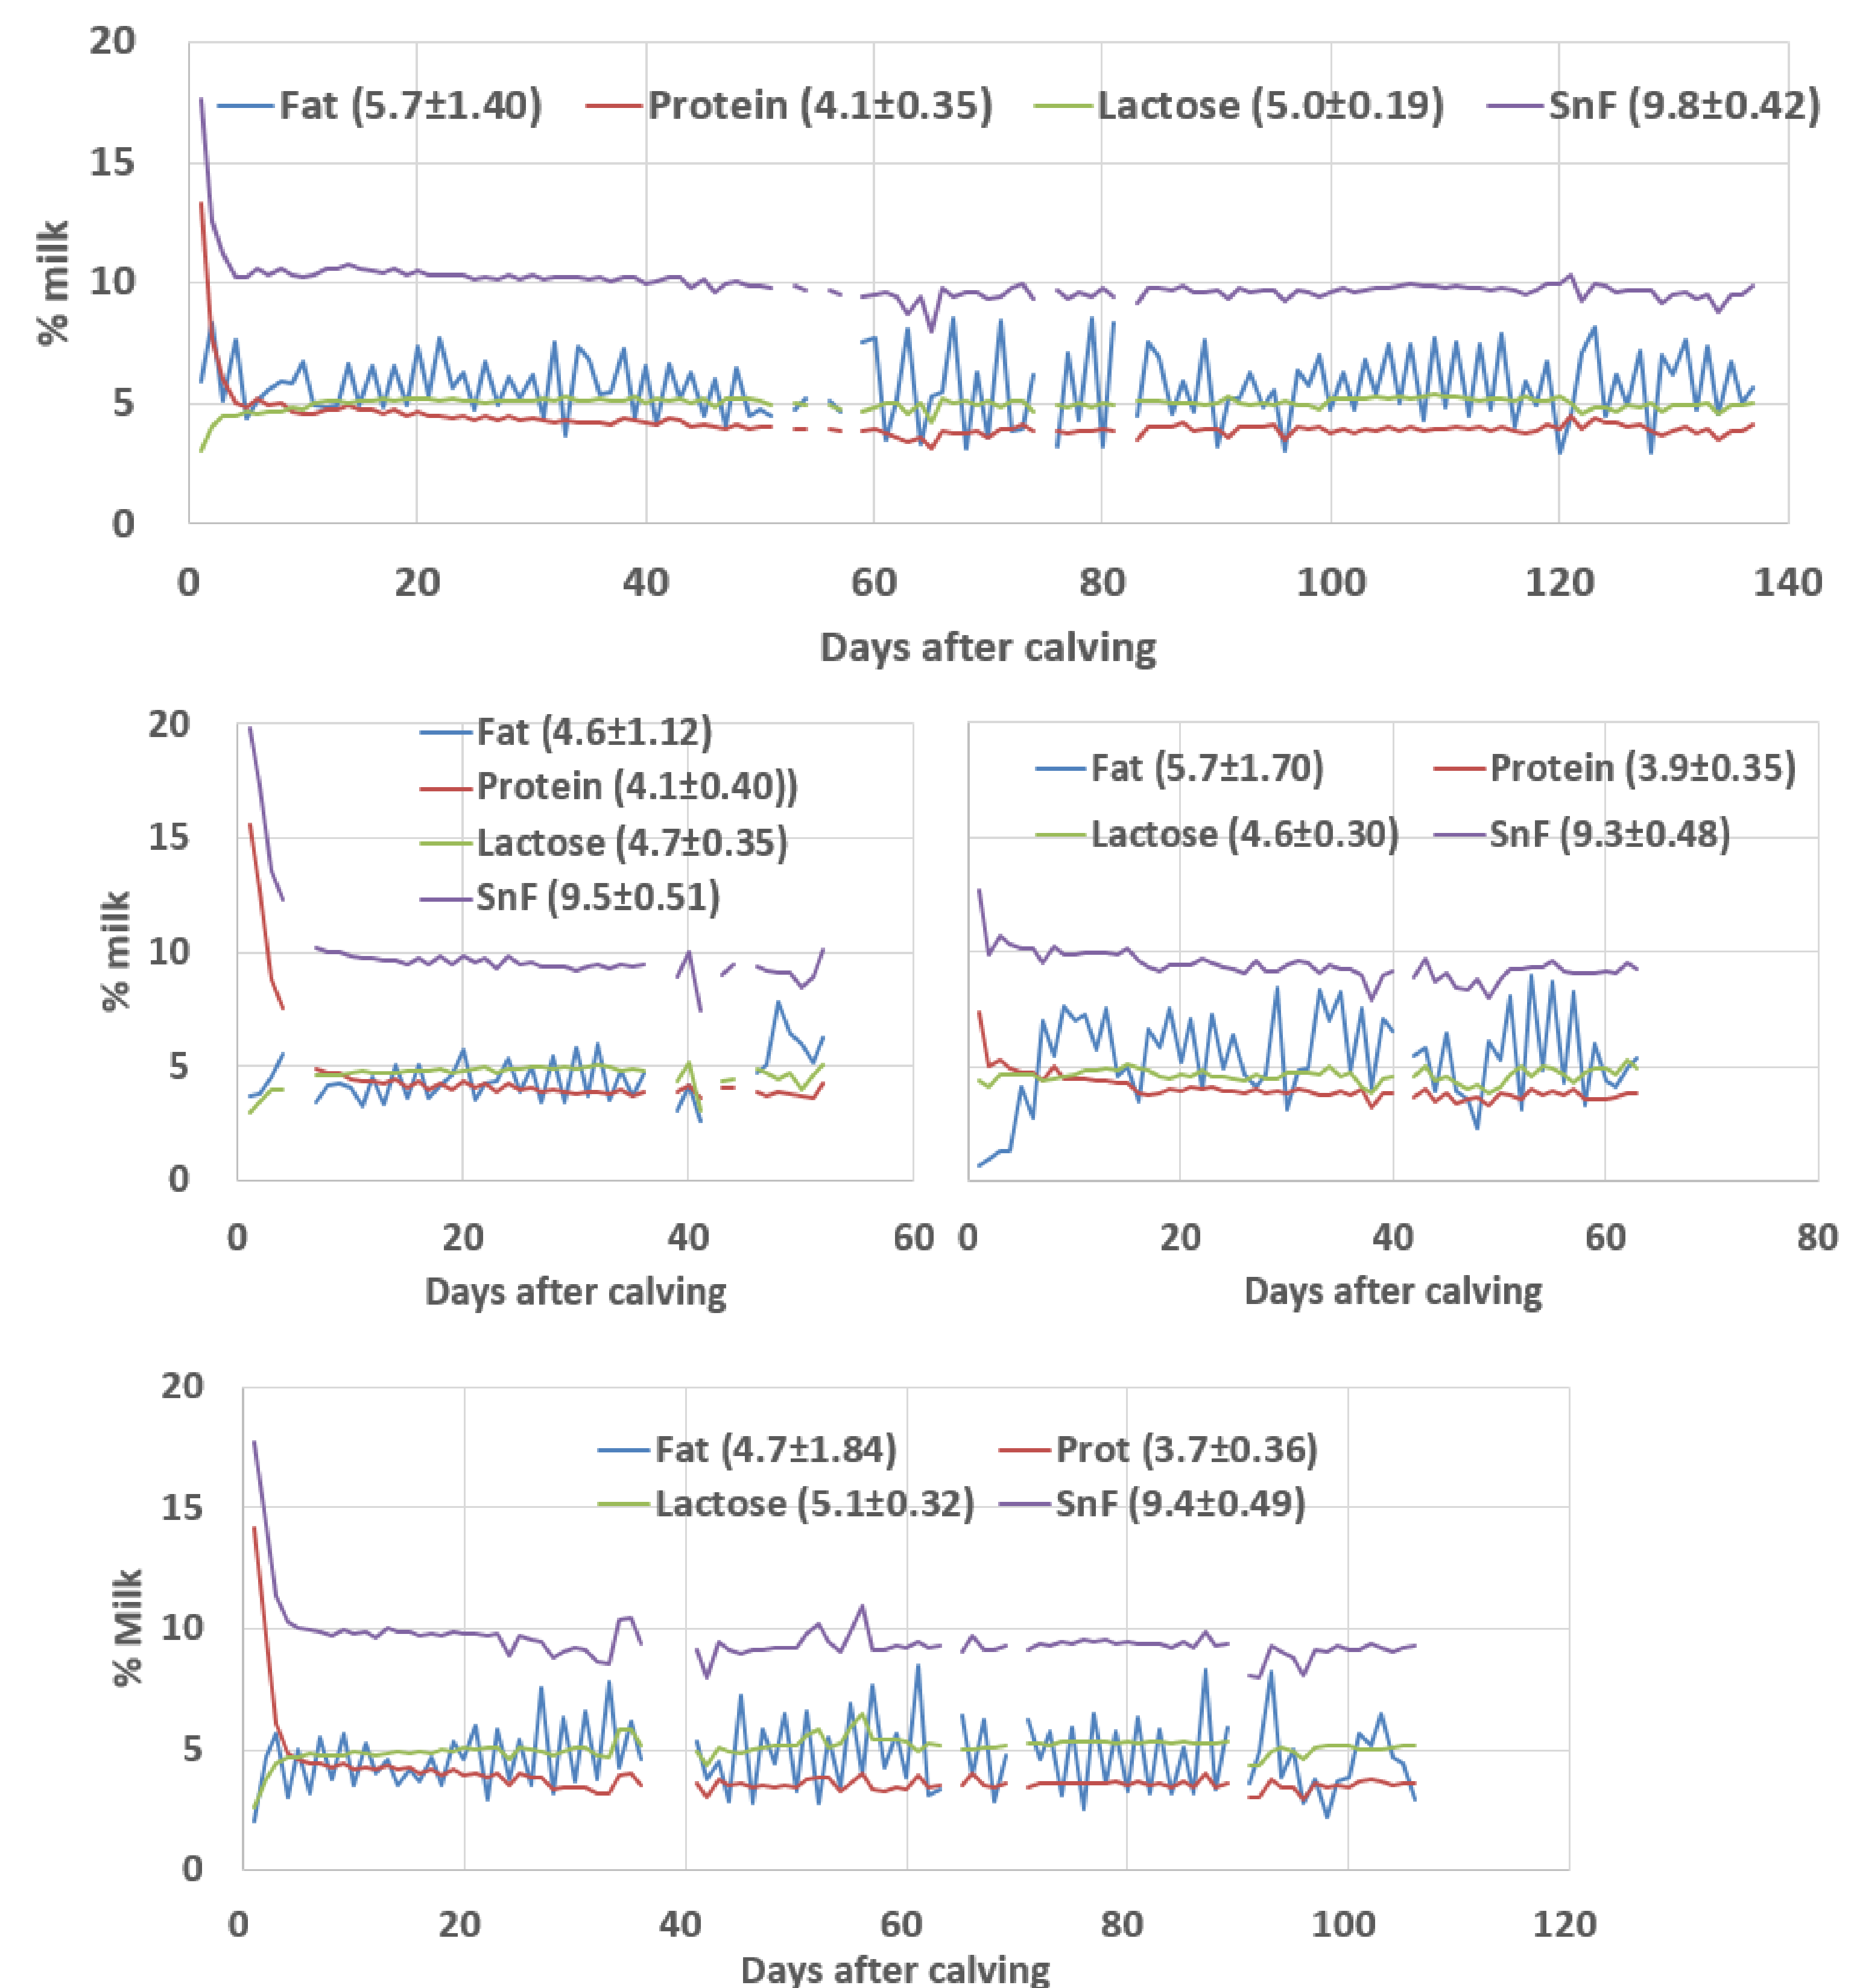 20
Fat (5.7±1.40) Protein (4.1±0.35) Lactose (5.0±0.19) SnF (9.8±0.42)
15
% milk
10
5
0
0 20 40 60 80 100 120 140
Days after calving
20
Fat (4.6±1.12)
Protein (4.1±0.40))
Lactose (4.7±0.35)
SnF (9.5±0.51)
15
% milk
10
5
0
0 20 40 60
Days after calving
Fat (5.7±1.70) Protein (3.9±0.35)
Lactose (4.6±0.30) SnF (9.3±0.48)
0 20 40 60 80
Days after calving
20
Fat (4.7±1.84) Prot (3.7±0.36)
Lactose (5.1±0.32) SnF (9.4±0.49)
15
% Milk
10
5
0
0 20 40 60 80 100 120
Days after calving